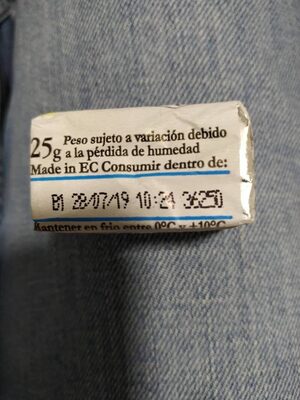 25g Peso sujeto a variación debido
a la pérdida de humedad
Made in EC Consumir dentro de:
B1 28/07/19 10:24 36250
Mantener en frio entre 0ºC y +10ºC